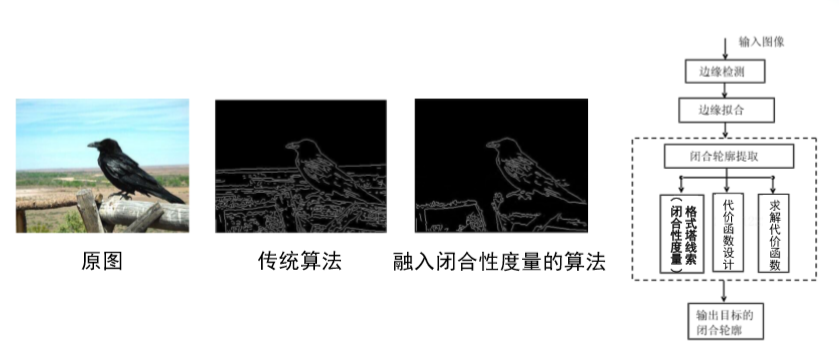 原图
传统算法
融入闭合性度量的算法
输入图像
边缘检测
边缘拟合
闭合轮廓提取
格式塔线索
(闭合性度量)
代价函数设计
求解代价函数
输出目标的
闭合轮廓